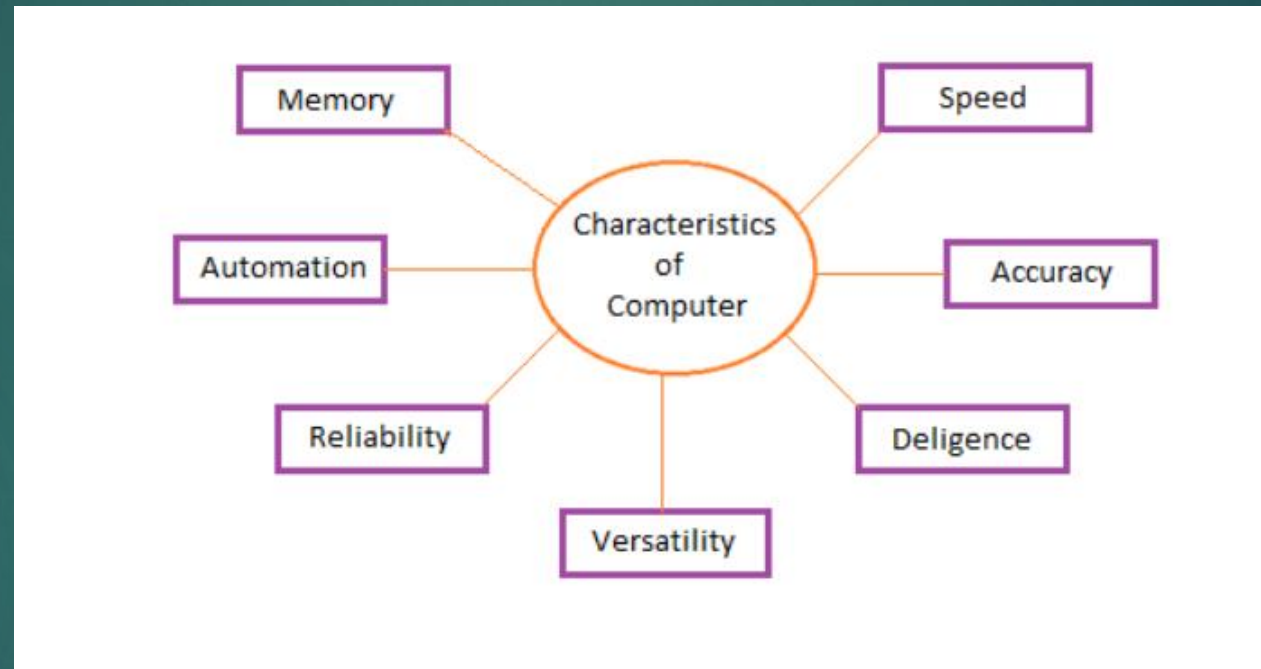 Memory
Speed
Characteristics
of
Computer
Automation
Accuracy
Reliability
Deligence
Versatility